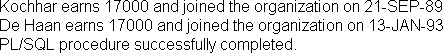 Kochhar earns 17000 and joined the organization on 21-SEP-89
De Haan earns 17000 and joined the organization on 13-JAN-93
PL/SQL procedure successfully completed.